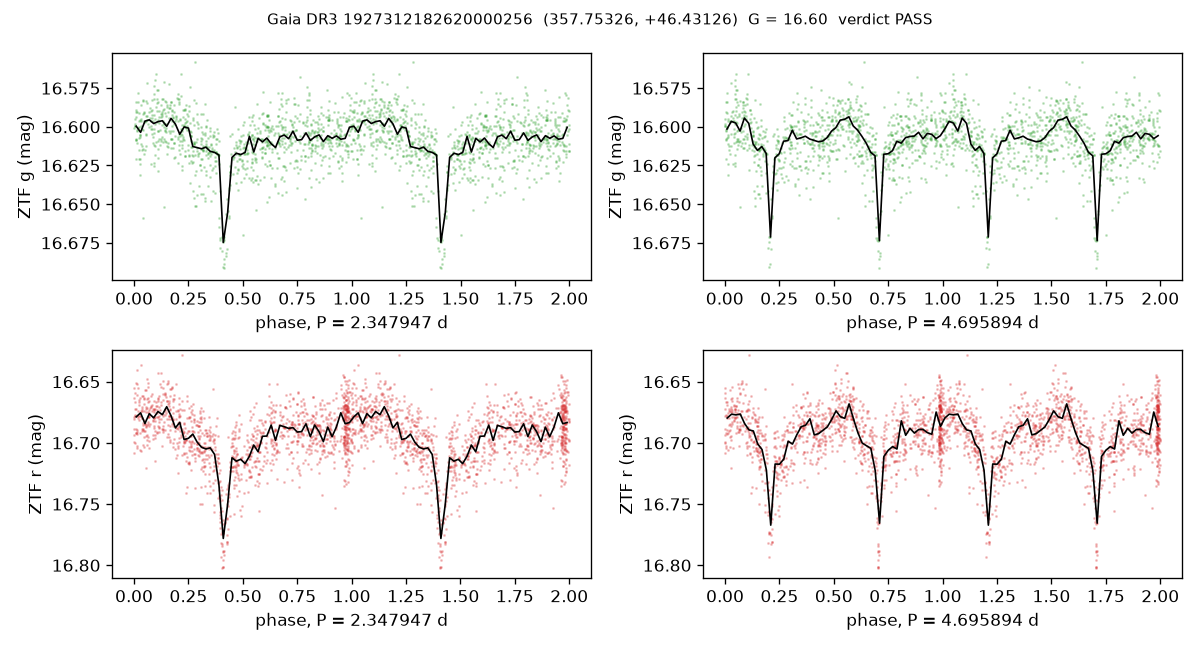 Gaia DR3 1927312182620000256 (357.75326, +46.43126) G = 16.60 verdict PASS
ZTF g (mag)
16.575
16.600
16.625
16.650
16.675
0.00 0.25 0.50 0.75 1.00 1.25 1.50 1.75 2.00
phase, P = 2.347947 d
ZTF g (mag)
16.575
16.600
16.625
16.650
16.675
0.00 0.25 0.50 0.75 1.00 1.25 1.50 1.75 2.00
phase, P = 4.695894 d
ZTF r (mag)
16.65
16.70
16.75
16.80
0.00 0.25 0.50 0.75 1.00 1.25 1.50 1.75 2.00
phase, P = 2.347947 d
ZTF r (mag)
16.65
16.70
16.75
16.80
0.00 0.25 0.50 0.75 1.00 1.25 1.50 1.75 2.00
phase, P = 4.695894 d